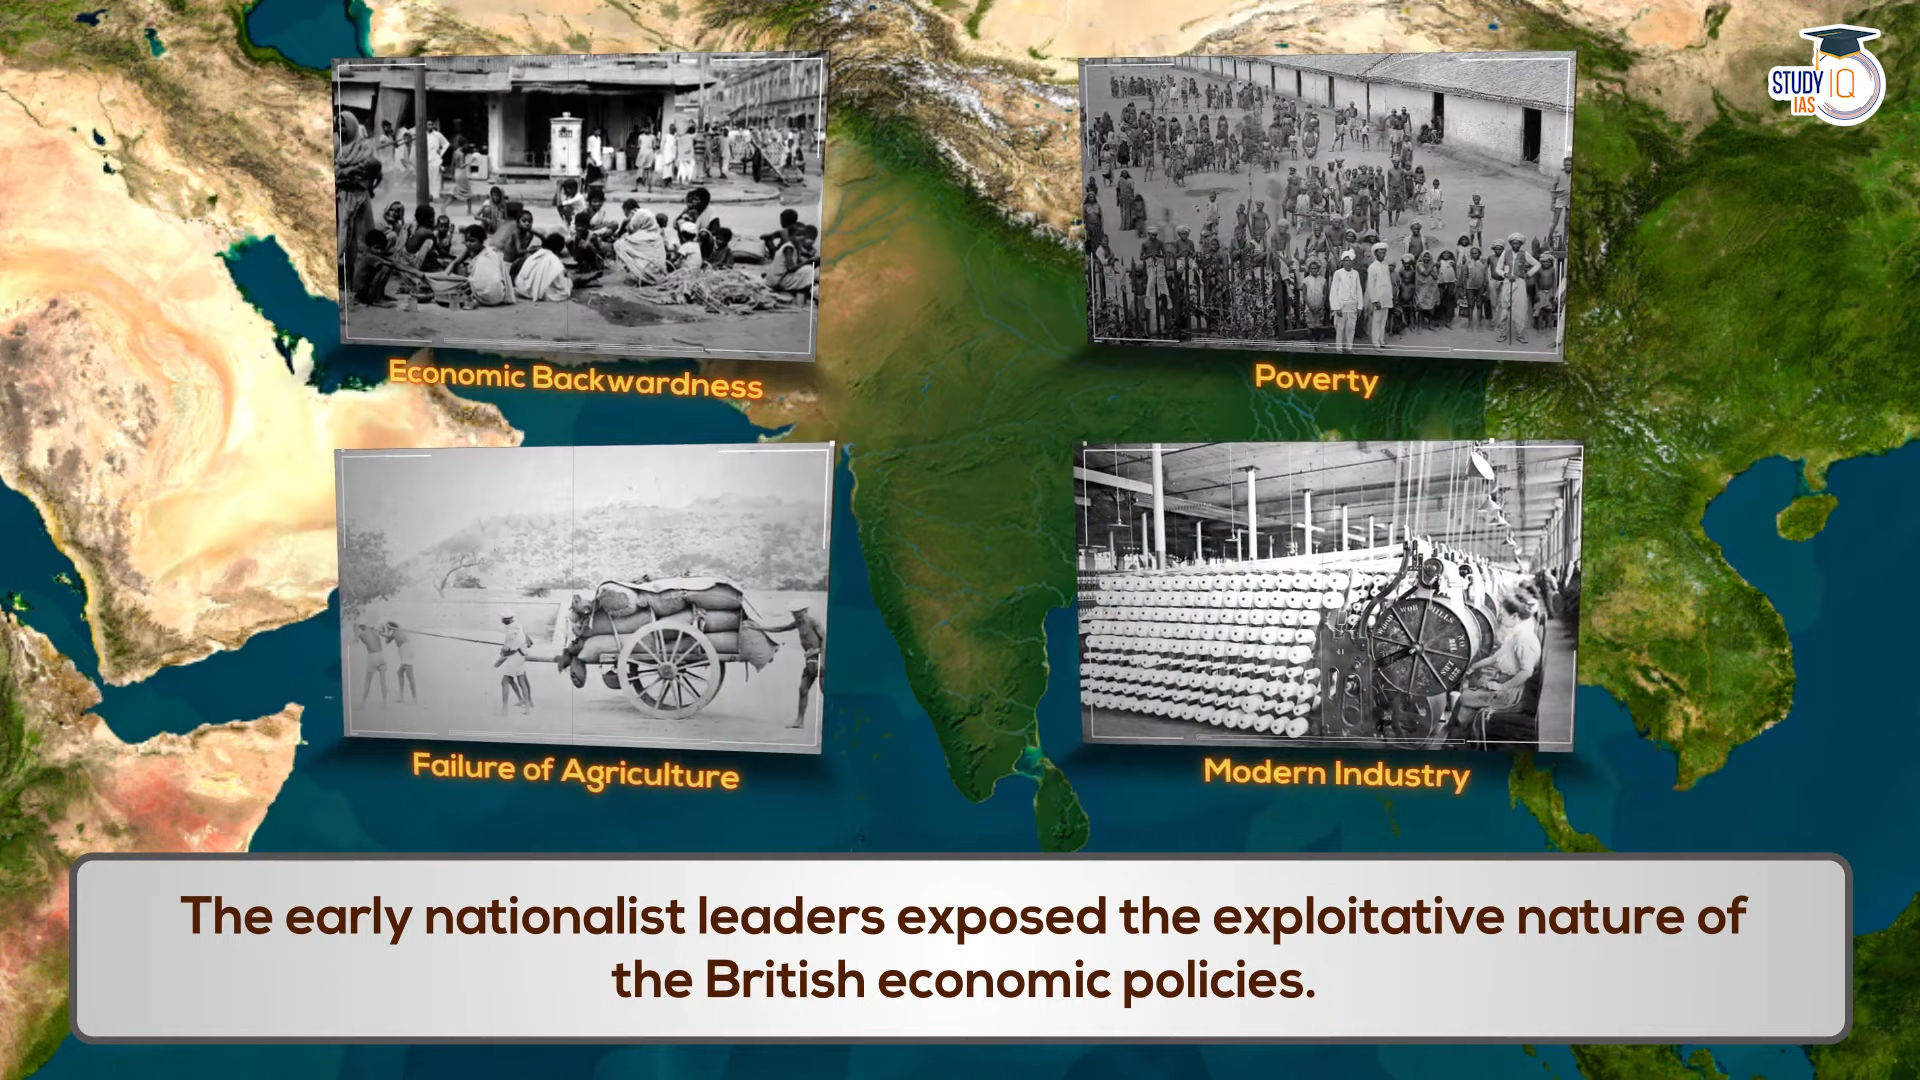 STUDY IQ
IAS
Economic Backwardness
Poverty
Failure of Agriculture
Modern Industry
The early nationalist leaders exposed the exploitative nature of
the British economic policies.